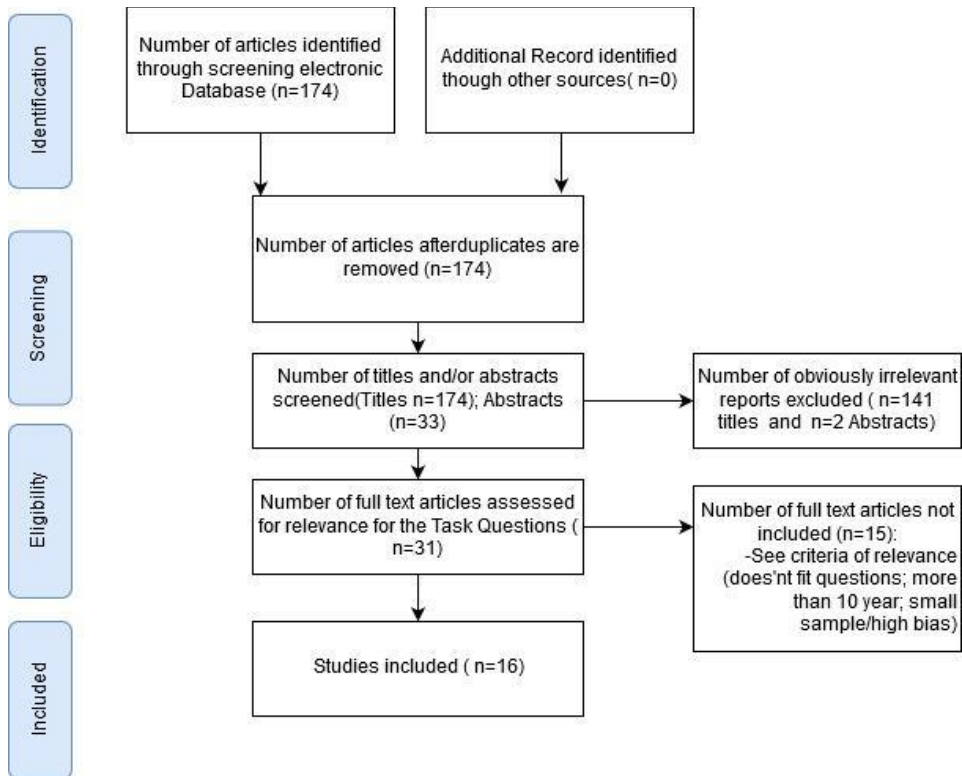 Identification
Number of articles identified
through screening electronic
Database (n=174)
Additional Record identified
though other sources( n=0)
Screening
Number of articles afterduplicates are
removed (n=174)
Number of titles and/or abstracts
screened(Titles n=174); Abstracts
(n=33)
Number of obviously irrelevant
reports excluded ( n=141
titles and n=2 Abstracts)
Eligibility
Number of full text articles assessed
for relevance for the Task Questions (
n=31)
Number of full text articles not
included (n=15):
-See criteria of relevance
(does'nt fit questions; more
than 10 year; small
sample/high bias)
Included
Studies included ( n=16)